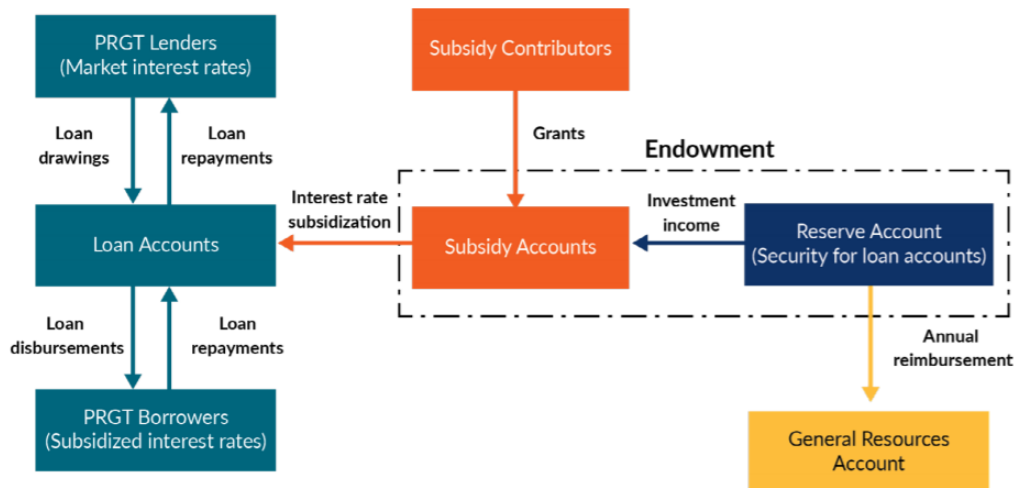 PRGT Lenders
(Market interest rates)
Subsidy Contributors
Loan
drawings
Loan
repayments
Grants
Endowment
Interest rate
subsidization
Investment
income
Loan Accounts
Subsidy Accounts
Reserve Account
(Security for loan accounts)
Loan
disbursements
Loan
repayments
Annual
reimbursement
PRGT Borrowers
(Subsidized interest rates)
General Resources
Account